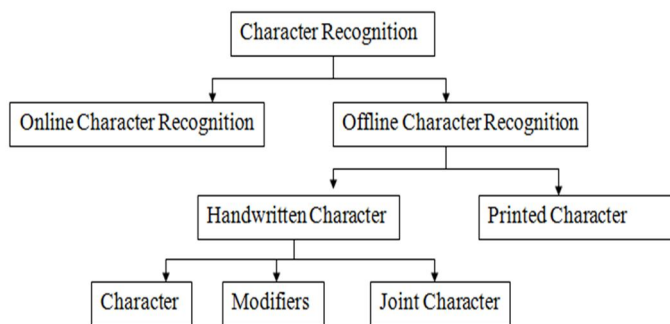 Character Recognition
Online Character Recognition
Offline Character Recognition
Handwritten Character
Printed Character
Character
Modifiers
Joint Character